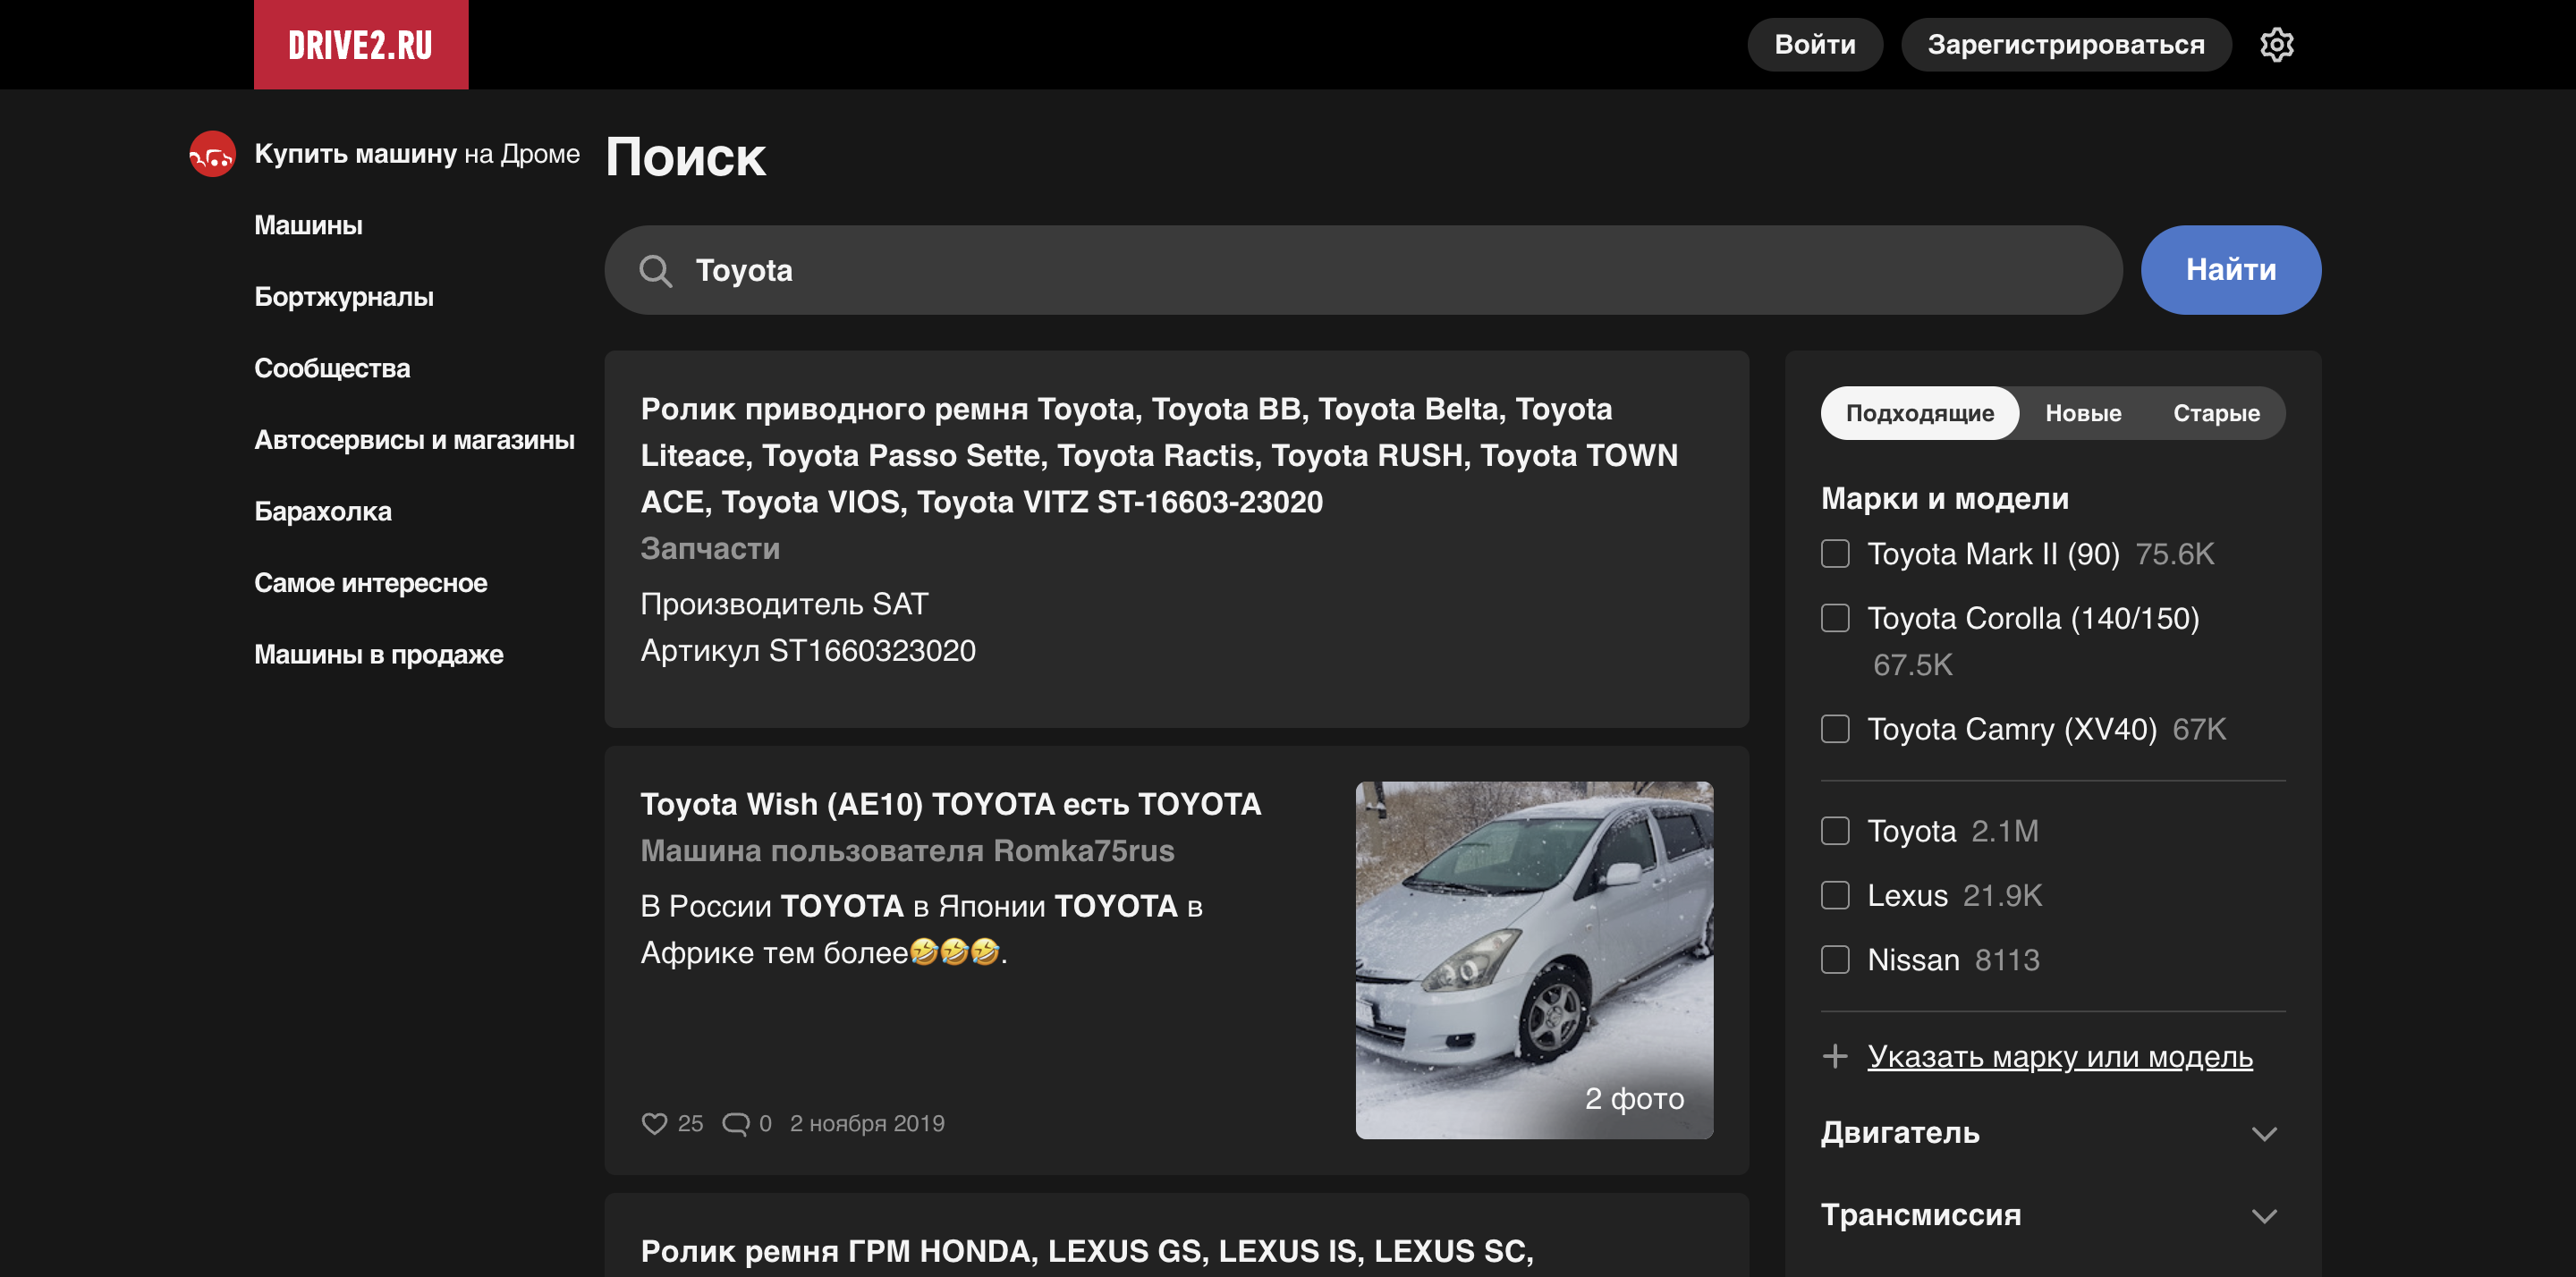 DRIVE2.RU
Войти
Зарегистрироваться
Купить машину на Дроме
Машины
Бортжурналы
Сообщества
Автосервисы и магазины
Барахолка
Самое интересное
Машины в продаже
Поиск
Toyota
Найти
Ролик приводного ремня Toyota, Toyota BB, Toyota Belta, Toyota
Liteace, Toyota Passo Sette, Toyota Ractis, Toyota RUSH, Toyota TOWN
ACE, Toyota VIOS, Toyota VITZ ST-16603-23020
Запчасти
Производитель SAT
Артикул ST1660323020
Toyota Wish (AE10) TOYOTA есть TOYOTA
Машина пользователя Romka75rus
В России TOYOTA в Японии TOYOTA в
Африке тем более🤣🤣🤣.
25 0 2 ноября 2019
2 фото
Ролик ремня ГРМ HONDA, LEXUS GS, LEXUS IS, LEXUS SC,
Подходящие Новые Старые
Марки и модели
Toyota Mark II (90) 75.6K
Toyota Corolla (140/150)
67.5K
Toyota Camry (XV40) 67K
Toyota 2.1M
Lexus 21.9K
Nissan 8113
Указать марку или модель
Двигатель
Трансмиссия